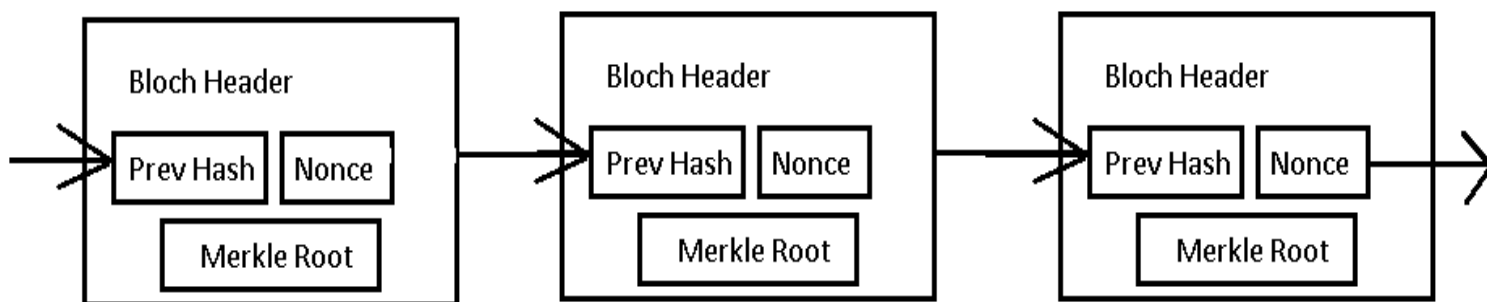 Bloch Header
Prev Hash Nonce
Merkle Root
Bloch Header
Prev Hash Nonce
Merkle Root
Bloch Header
Prev Hash Nonce
Merkle Root